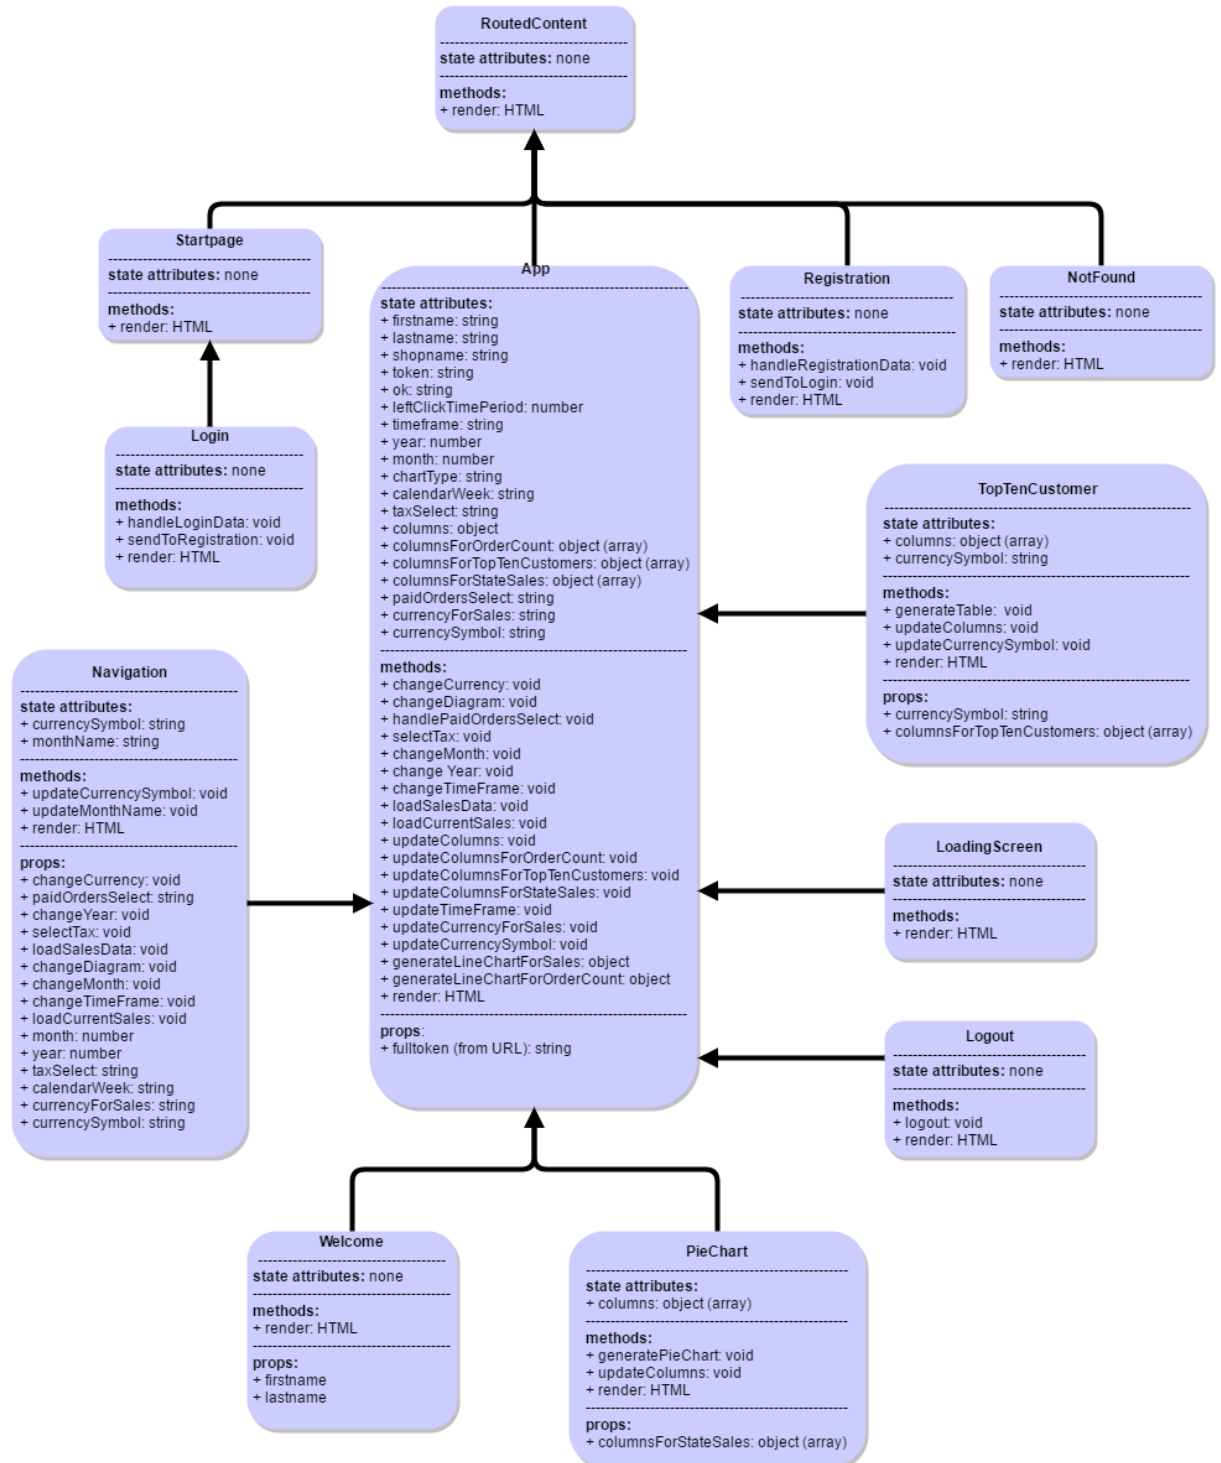 RoutedContent
state attributes: none
methods:
+ render: HTML
Startpage
state attributes: none
methods:
+ render: HTML
App
state attributes:
+ firstname: string
+ lastname: string
+ shopname: string
+ token: string
+ ok: string
+ leftClickTimePeriod: number
+ timeframe: string
+ year: number
+ month: number
+ chartType: string
+ calendarWeek: string
+ taxSelect: string
+ columns: object
+ columnsForOrderCount: object (array)
+ columnsForTopTenCustomers: object (array)
+ columnsForStateSales: object (array)
+ paidOrdersSelect: string
+ currencyForSales: string
+ currencySymbol: string
methods:
+ changeCurrency: void
+ changeDiagram: void
+ handlePaidOrdersSelect: void
+ selectTax: void
+ changeMonth: void
+ change Year: void
+ changeTimeFrame: void
+ loadSalesData: void
+ loadCurrentSales: void
+ updateColumns: void
+ updateColumnsForOrderCount: void
+ updateColumnsForTopTenCustomers: void
+ updateColumnsForStateSales: void
+ updateTimeFrame: void
+ updateCurrencyForSales: void
+ updateCurrencySymbol: void
+ generateLineChartForSales: object
+ generateLineChartForOrderCount: object
+ render: HTML
props:
+ fulltoken (from URL): string
Registration
state attributes: none
methods:
+ handleRegistrationData: void
+ sendToLogin: void
+ render: HTML
NotFound
state attributes: none
methods:
+ render: HTML
Login
state attributes: none
methods:
+ handleLoginData: void
+ sendToRegistration: void
+ render: HTML
TopTenCustomer
state attributes:
+ columns: object (array)
+ currencySymbol: string
methods:
+ generateTable:  void
+ updateColumns: void
+ updateCurrencySymbol: void
+ render: HTML
props:
+ currencySymbol: string
+ columnsForTopTenCustomers: object (array)
Navigation
state attributes:
+ currencySymbol: string
+ monthName: string
methods:
+ updateCurrencySymbol: void
+ updateMonthName: void
+ render: HTML
props:
+ changeCurrency: void
+ paidOrdersSelect: string
+ changeYear: void
+ selectTax: void
+ loadSalesData: void
+ changeDiagram: void
+ changeMonth: void
+ changeTimeFrame: void
+ loadCurrentSales: void
+ month: number
+ year: number
+ taxSelect: string
+ calendarWeek: string
+ currencyForSales: string
+ currencySymbol: string
LoadingScreen
state attributes: none
methods:
+ render: HTML
Logout
state attributes: none
methods:
+ logout: void
+ render: HTML
Welcome
state attributes: none
methods:
+ render: HTML
props:
+ firstname
+ lastname
PieChart
state attributes:
+ columns: object (array)
methods:
+ generatePieChart: void
+ updateColumns: void
+ render: HTML
props:
+ columnsForStateSales: object (array)